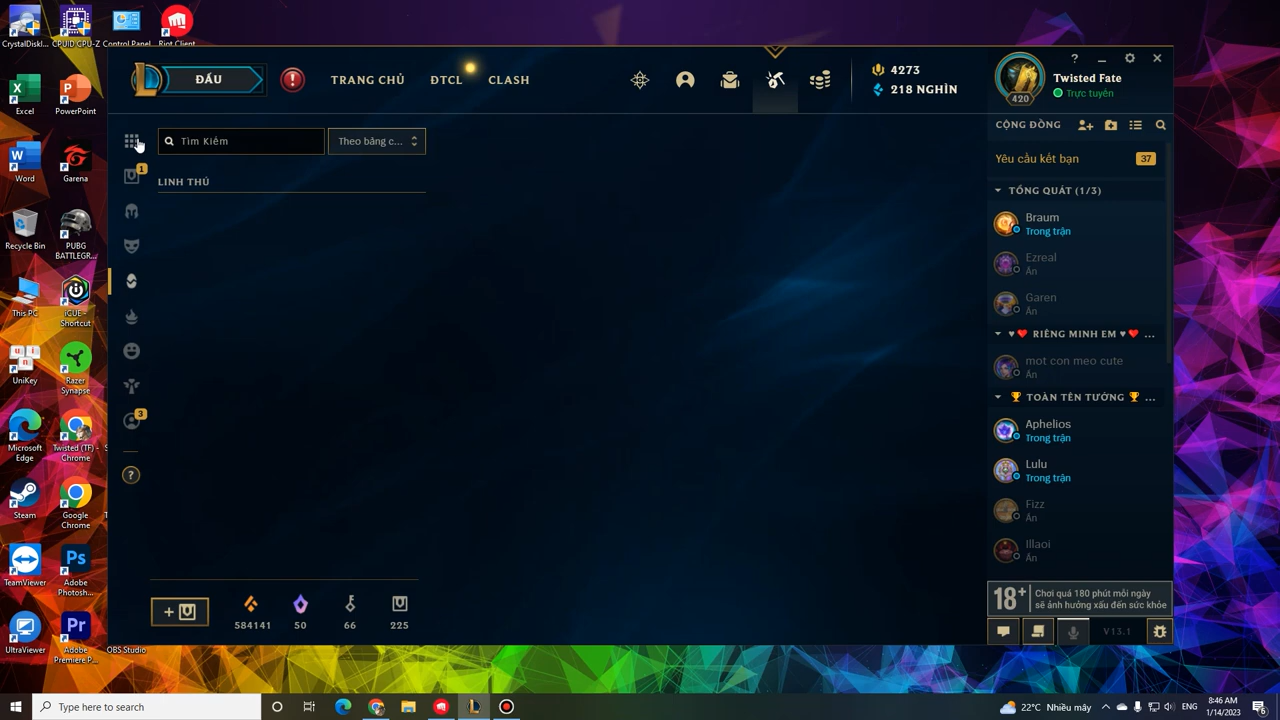 CrystalDiskI...
CPUID CPU-Z
Control Panel
Riot Client
Excel
PowerPoint
Word
Garena
Recycle Bin
PUB
BATTLEGR...
This PC
iCUE -
Shortcut
UniKey
Razer
Synapse
Microsoft
Edge
Twisted (TF) -
Chrome
Steam
Google
Chrome
TeamViewer
Adobe
Photosh...
UltraViewer
Adobe
Premiere P...
OBS Studio
ĐẤU
TRANG CHỦ
ĐTCL
CLASH
4273
218 NGHÌN
420
Twisted Fate
Trực tuyến
Tìm Kiếm
Theo bảng c...
LINH THÚ
1
3
?
584141
50
66
225
CỘNG ĐỒNG
Yêu cầu kết bạn
37
TỔNG QUÁT (1/3)
Braum
Trong trận
Ezreal
Ẩn
Garen
Ẩn
♥❤ RIÊNG MINH EM ♥❤ ...
mot con meo cute
Ẩn
🏆 TOÀN TÊN TƯỚNG 🏆 ...
Aphelios
Trong trận
Lulu
Trong trận
Fizz
Ẩn
Illaoi
Ẩn
18+
Chơi quá 180 phút mỗi ngày
sẽ ảnh hưởng xấu đến sức khỏe
V13.1
Type here to search
22°C Nhiều mây
ENG
8:46 AM
1/14/2023
6